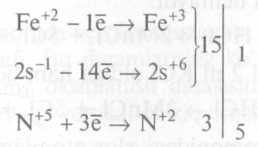 Fe⁺² − 1ē → Fe⁺³ } 15 | 1
2s⁻¹ − 14ē → 2s⁺⁶
N⁺⁵ + 3ē → N⁺² 3 | 5